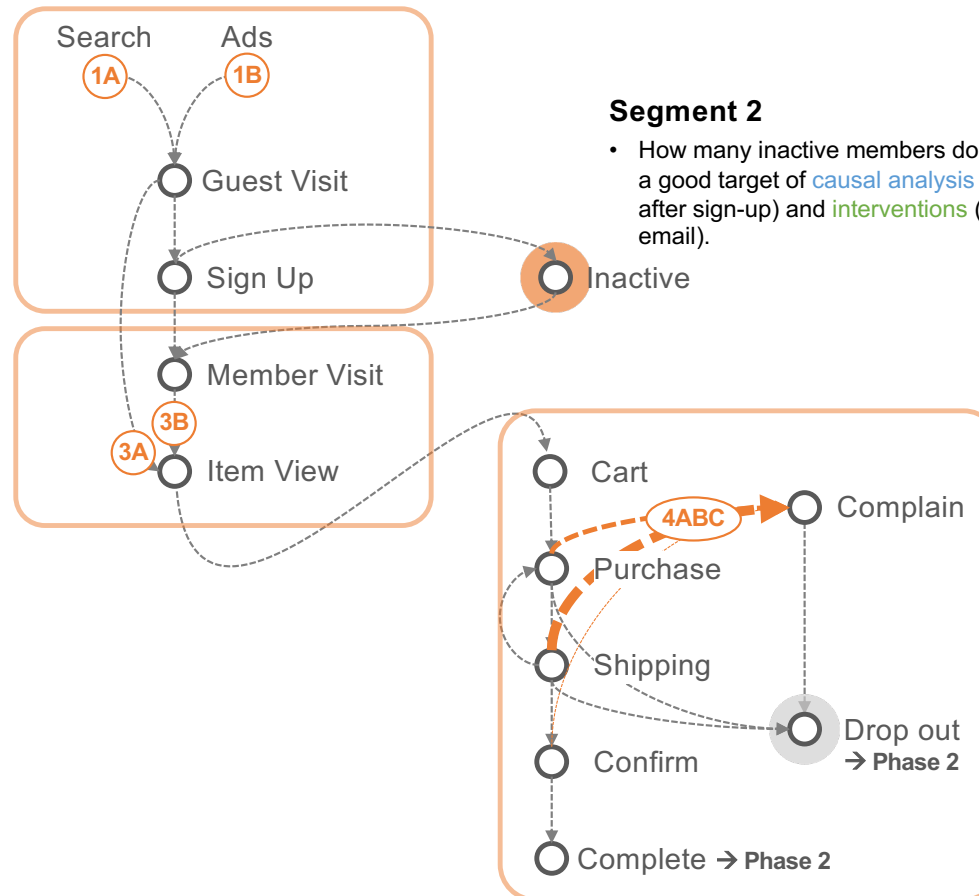 Search Ads
1A 1B
Segment 2
• How many inactive members do
a good target of causal analysis
after sign-up) and interventions (
email).
Guest Visit
Sign Up
Inactive
Member Visit
3B
3A
Item View
Cart
4ABC
Complain
Purchase
Shipping
Drop out
→ Phase 2
Confirm
Complete → Phase 2